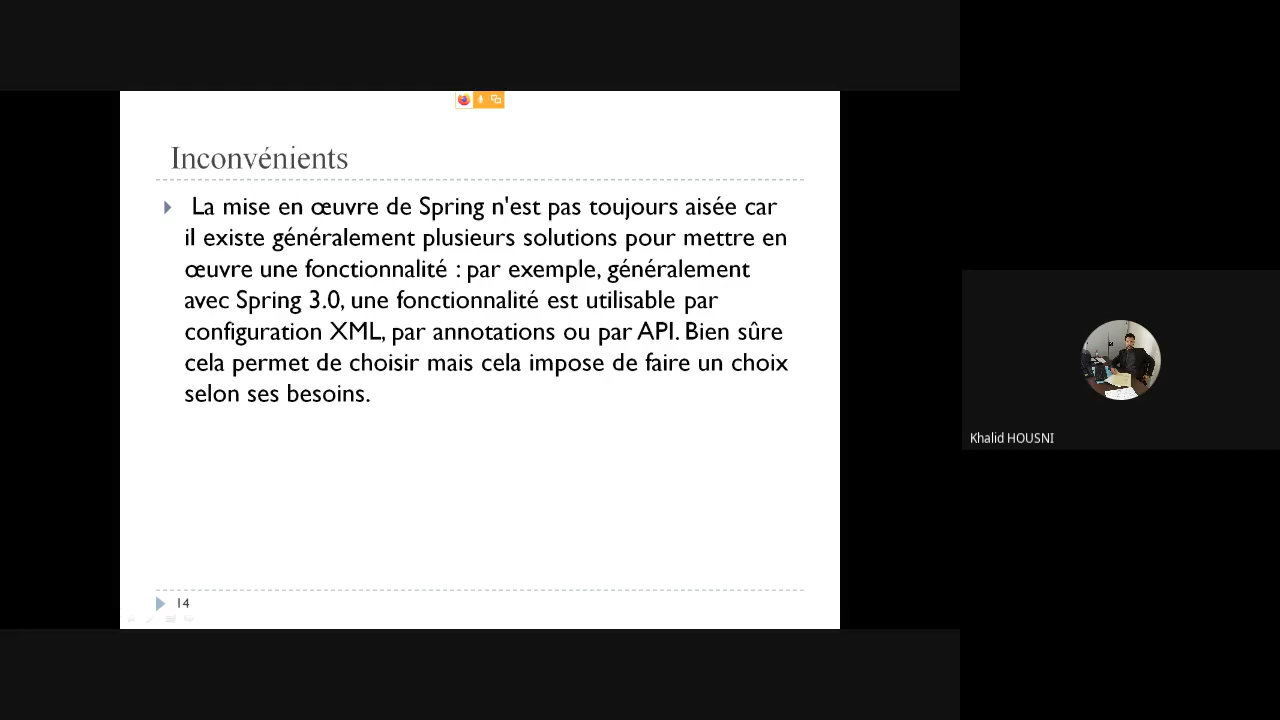 Inconvénients
La mise en œuvre de Spring n'est pas toujours aisée car
il existe généralement plusieurs solutions pour mettre en
œuvre une fonctionnalité : par exemple, généralement
avec Spring 3.0, une fonctionnalité est utilisable par
configuration XML, par annotations ou par API. Bien sûre
cela permet de choisir mais cela impose de faire un choix
selon ses besoins.
14
Khalid HOUSNI